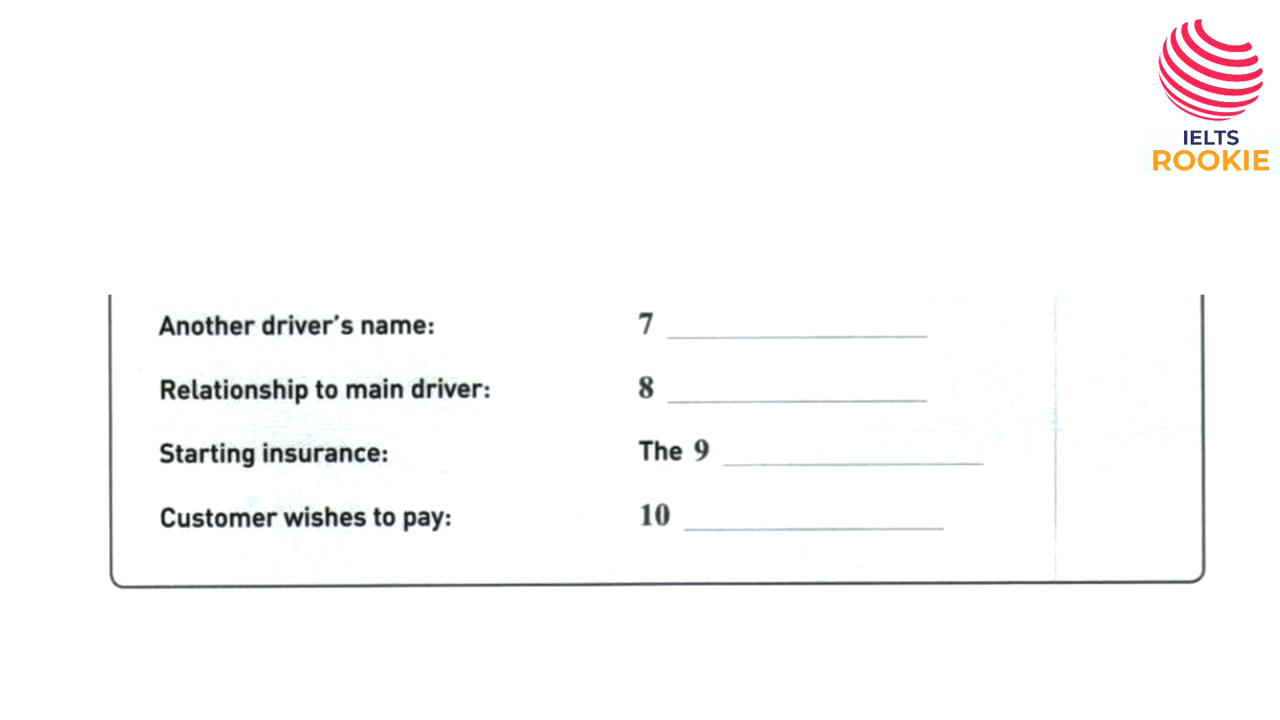 IELTS
ROOKIE
Another driver's name: 7
Relationship to main driver: 8
Starting insurance: The 9
Customer wishes to pay: 10